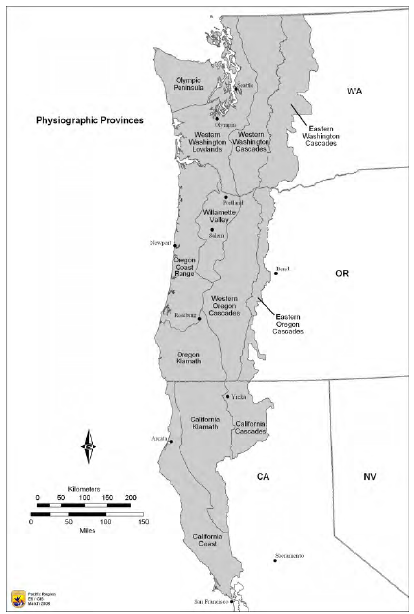 Olympic
Peninsula
Seattle
WA
Physiographic Provinces
Olympia
Eastern
Washington
Cascades
Western
Washington
Lowlands
Western
Washington
Cascades
Portland
Willamette
Valley
Salem
Newport
Oregon
Coast
Range
Bend
OR
Western
Oregon
Cascades
Eastern
Oregon
Cascades
Roseburg
Oregon
Klamath
Yreka
California
Klamath
California
Cascades
Arcata
CA
NV
Kilometers
0 50 100 150 200
0 50 100 150
Miles
California
Coast
Sacramento
San Francisco
Pacific Region